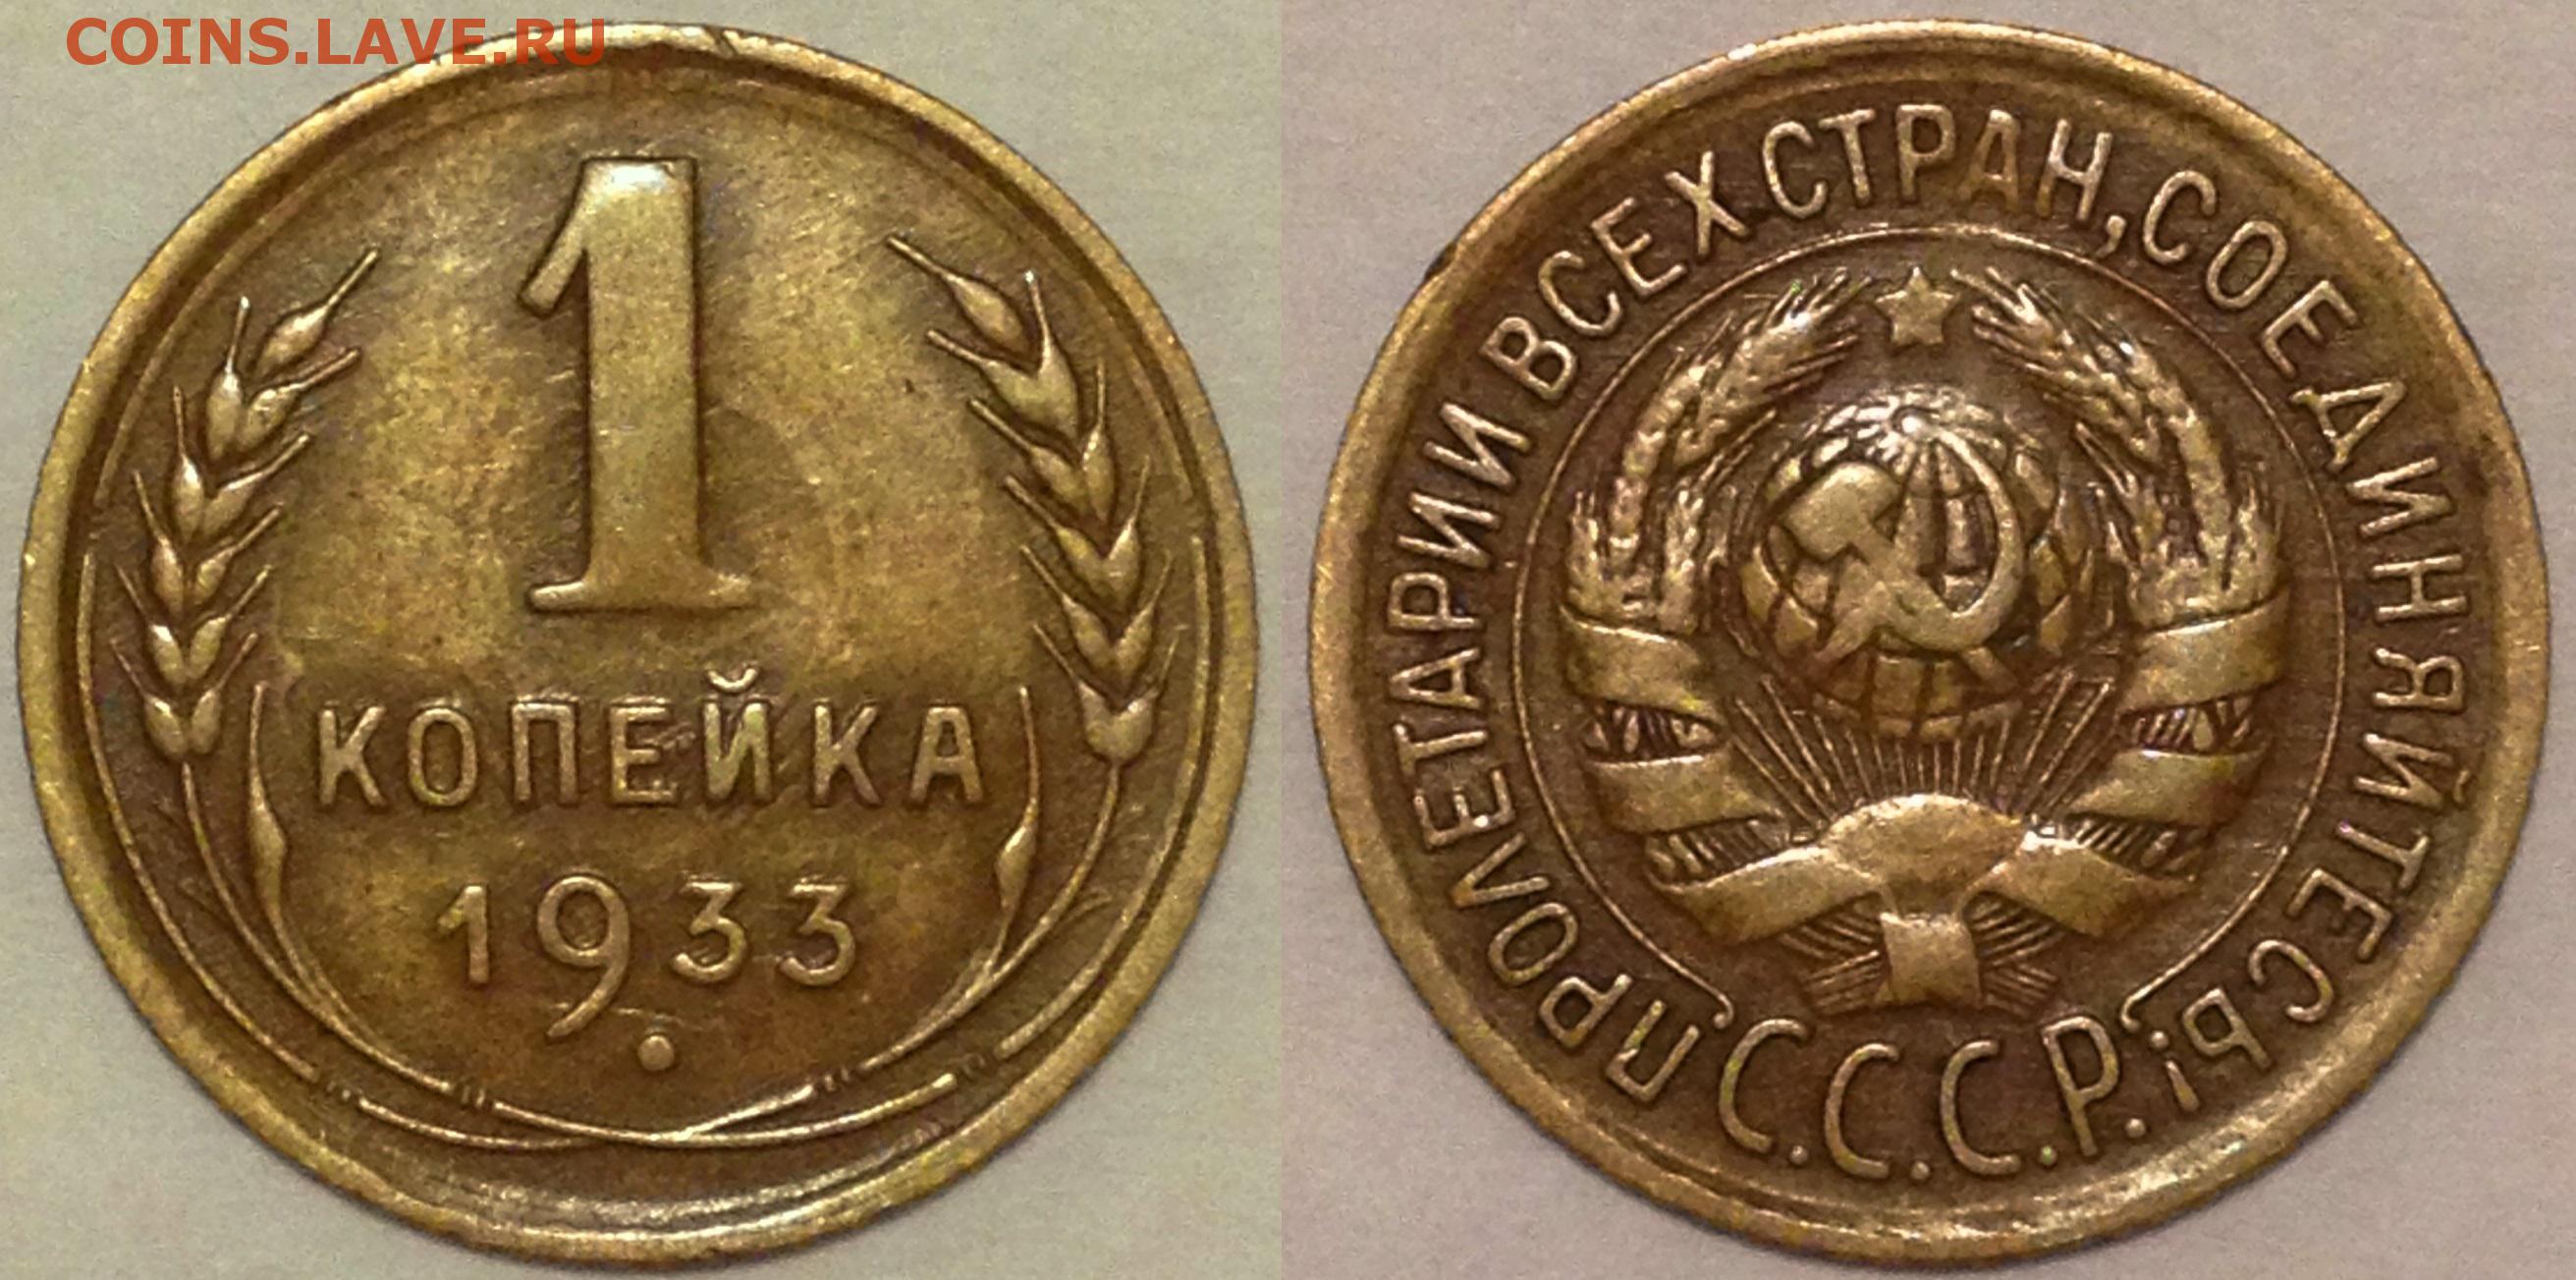 COINS.LAVE.RU
1
КОПЕЙКА
1933
ПРОЛЕТАРИИ ВСЕХ СТРАН, СОЕДИНЯЙТЕСЬ!
С.С.С.Р.